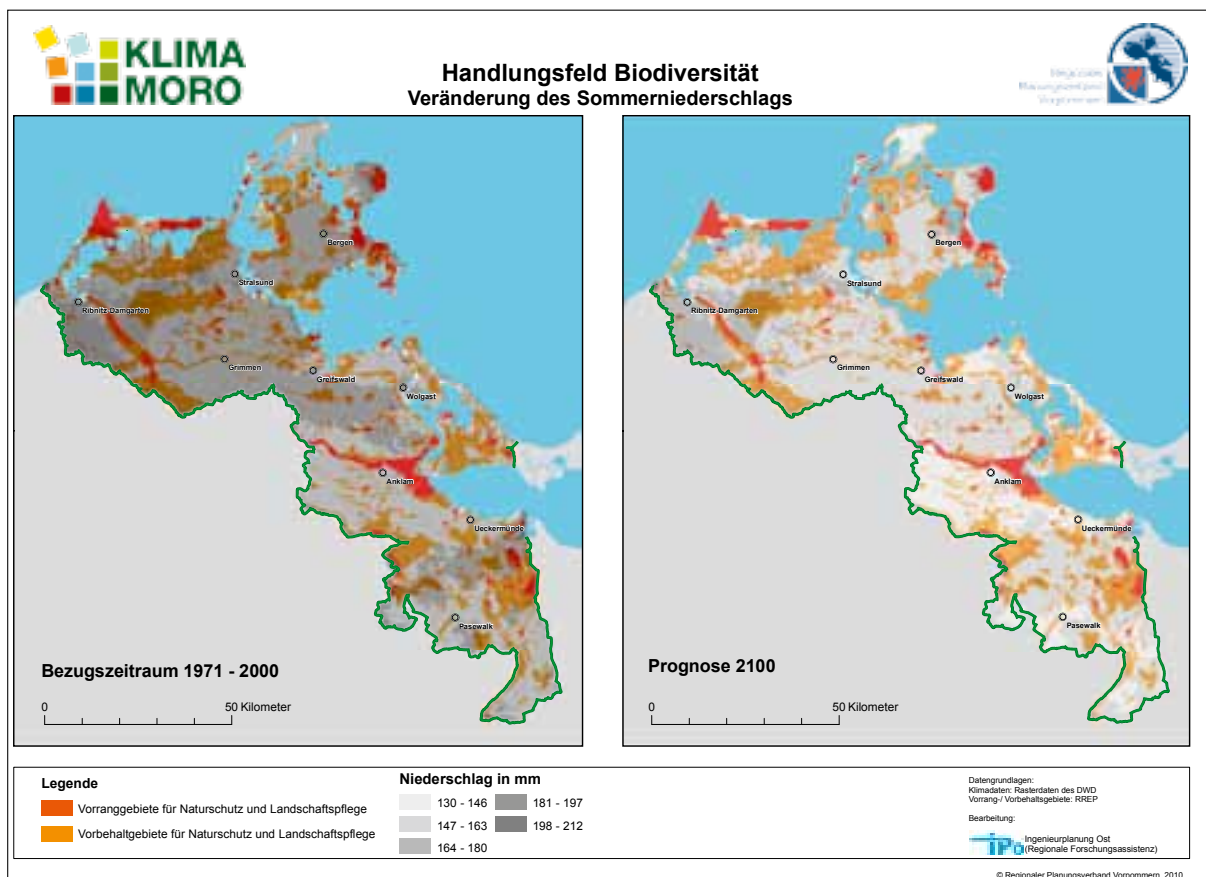 KLIMA
MORO
Handlungsfeld Biodiversität
Veränderung des Sommerniederschlags
Regionaler
Planungsverband
Vorpommern
Bergen
Stralsund
Ribnitz-Damgarten
Grimmen
Greifswald
Wolgast
Anklam
Ueckermünde
Pasewalk
Bezugszeitraum 1971 - 2000
0 50 Kilometer
Bergen
Stralsund
Ribnitz-Damgarten
Grimmen
Greifswald
Wolgast
Anklam
Ueckermünde
Pasewalk
Prognose 2100
0 50 Kilometer
Legende
Vorranggebiete für Naturschutz und Landschaftspflege
Vorbehaltgebiete für Naturschutz und Landschaftspflege
Niederschlag in mm
130 - 146
147 - 163
164 - 180
181 - 197
198 - 212
Datengrundlagen:
Klimadaten: Rasterdaten des DWD
Vorrang-/ Vorbehaltsgebiete: RREP
Bearbeitung:
Ingenieurplanung Ost
(Regionale Forschungsassistenz)
© Regionaler Planungsverband Vorpommern, 2010